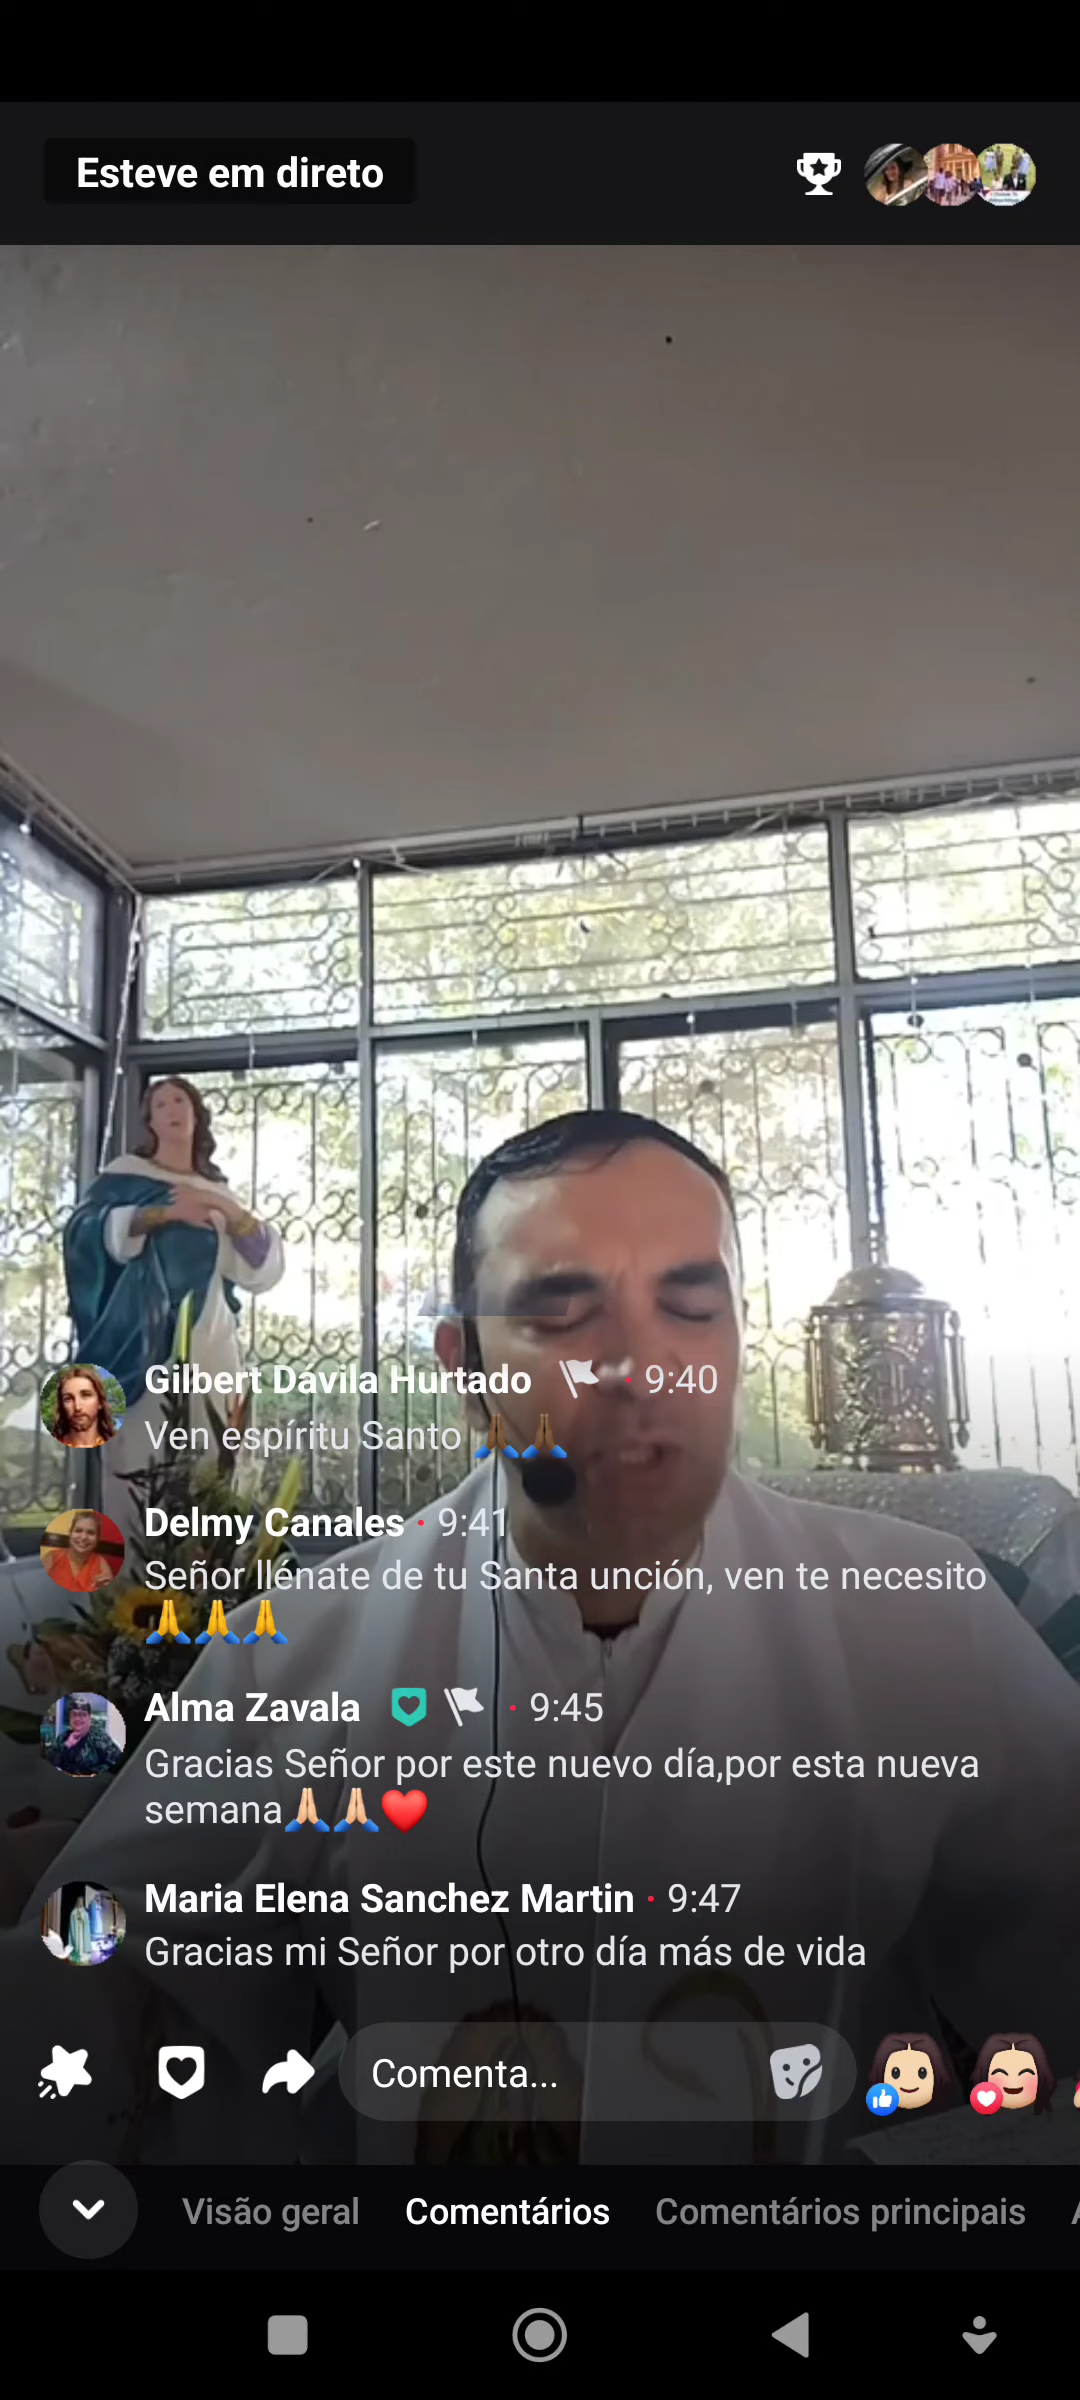 Esteve em direto
Gilbert Dávila Hurtado · 9:40
Ven espíritu Santo 🙏🏾🙏🏾
Delmy Canales · 9:41
Señor llénate de tu Santa unción, ven te necesito
🙏🙏🙏
Alma Zavala · 9:45
Gracias Señor por este nuevo día,por esta nueva
semana🙏🏻🙏🏻❤️
Maria Elena Sanchez Martin · 9:47
Gracias mi Señor por otro día más de vida
Comenta...
Visão geral Comentários Comentários principais